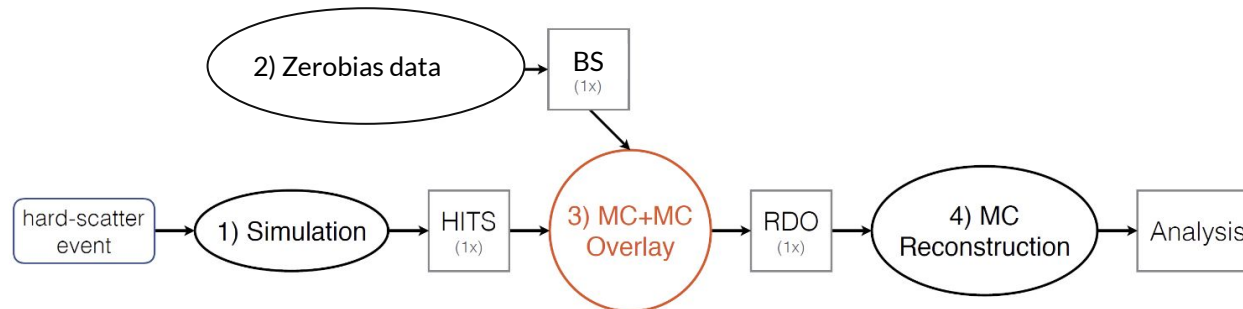 2) Zerobias data
BS
(1x)
hard-scatter
event
1) Simulation
HITS
(1x)
3) MC+MC
Overlay
RDO
(1x)
4) MC
Reconstruction
Analysis